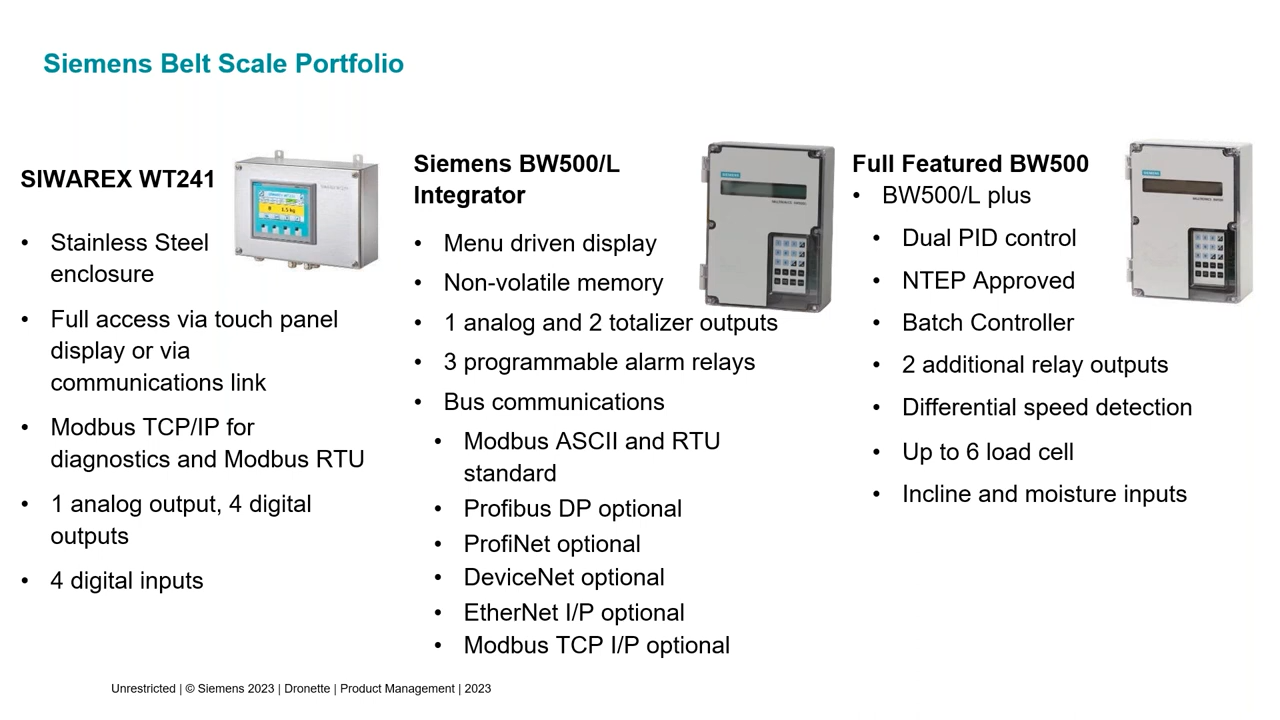 Siemens Belt Scale Portfolio
SIWAREX WT241
• Stainless Steel
enclosure
• Full access via touch panel
display or via
communications link
• Modbus TCP/IP for
diagnostics and Modbus RTU
• 1 analog output, 4 digital
outputs
• 4 digital inputs
Siemens BW500/L
Integrator
• Menu driven display
• Non-volatile memory
• 1 analog and 2 totalizer outputs
• 3 programmable alarm relays
• Bus communications
• Modbus ASCII and RTU
standard
• Profibus DP optional
• ProfiNet optional
• DeviceNet optional
• EtherNet I/P optional
• Modbus TCP I/P optional
SIEMENS
Full Featured BW500
• BW500/L plus
• Dual PID control
• NTEP Approved
• Batch Controller
• 2 additional relay outputs
• Differential speed detection
• Up to 6 load cell
• Incline and moisture inputs
SIEMENS
Unrestricted | © Siemens 2023 | Dronette | Product Management | 2023